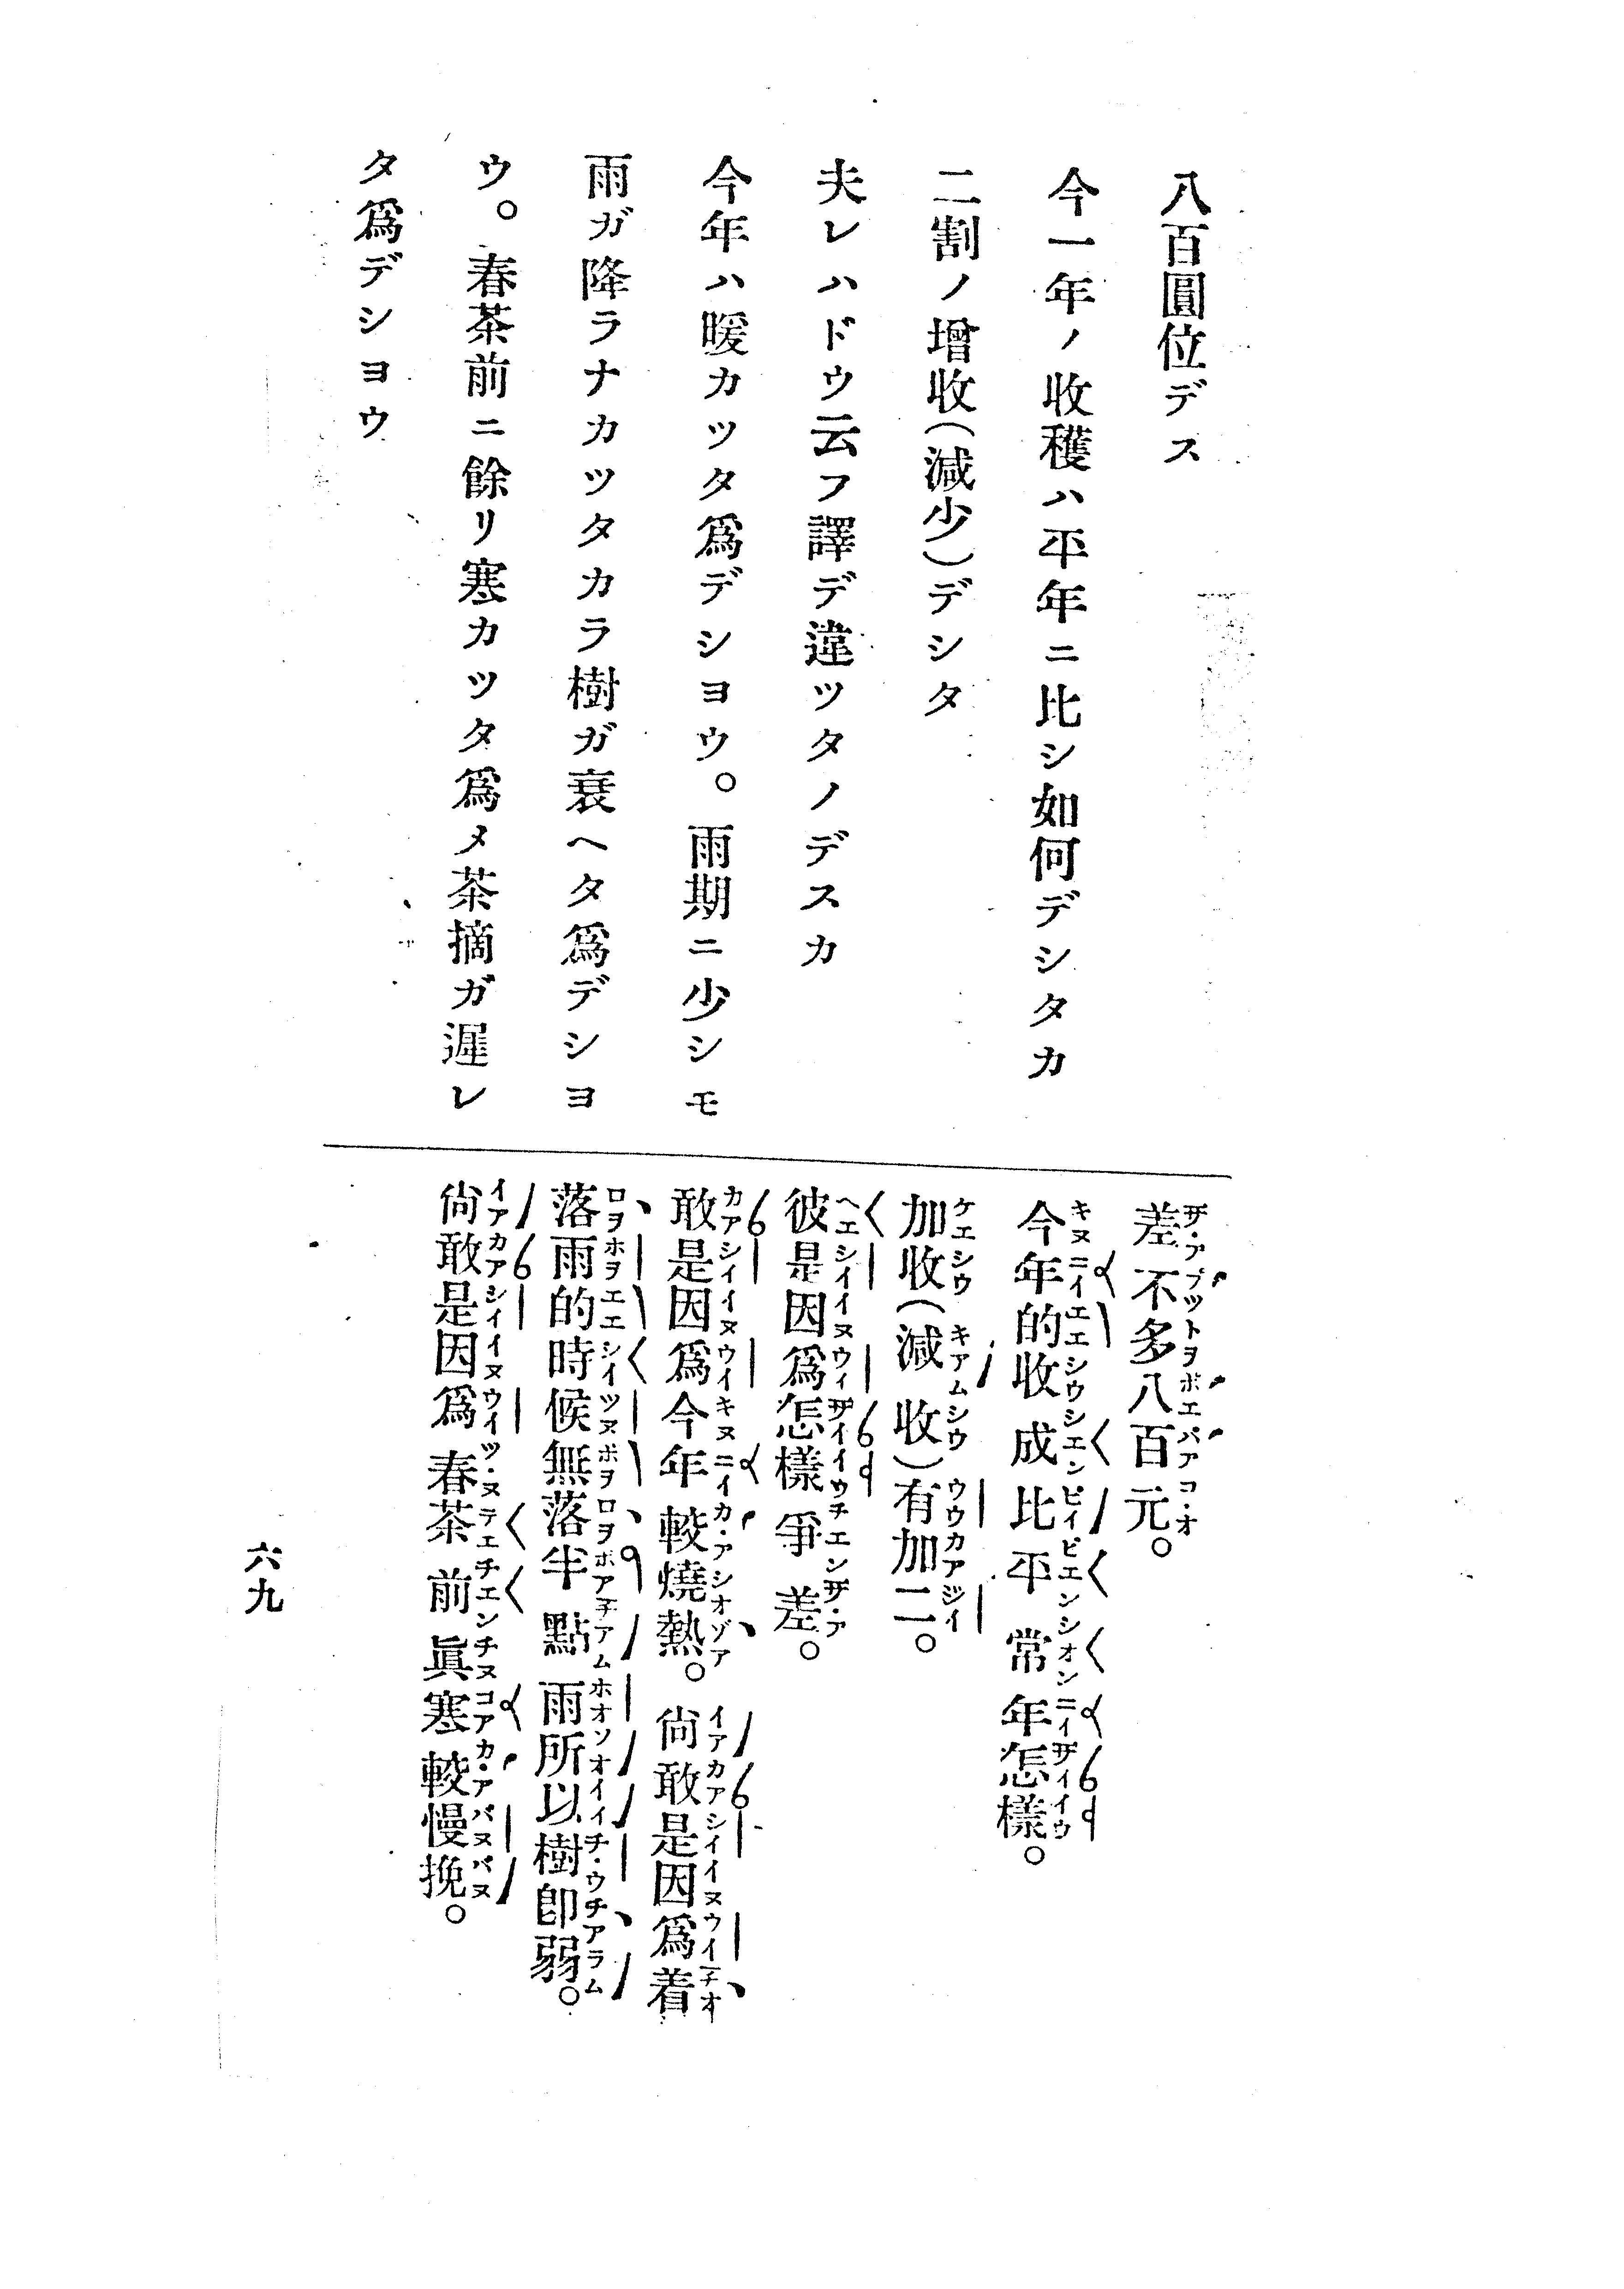 八百圓位デス
今一年ノ收穫ハ平年ニ比シ如何デシタカ
二割ノ增收(減少)デシタ
夫レハドウ云フ譯デ違ツタノデスカ
今年ハ暖カツタ爲デショウ。雨期ニ少シモ
雨ガ降ラナカツタカラ樹ガ衰ヘタ爲デショ
ウ。春茶前ニ餘リ寒カツタ爲メ茶摘ガ遲レ
タ爲デショウ
差不多八百元。
今年的收成比平常年怎樣。
加收(減收)有加二。
彼是因爲怎樣爭差。
敢是因爲今年較燒熱。尙敢是因爲着
落雨的時候無落半點雨所以樹卽弱。
尙敢是因爲春茶前眞寒較慢挽。
六九